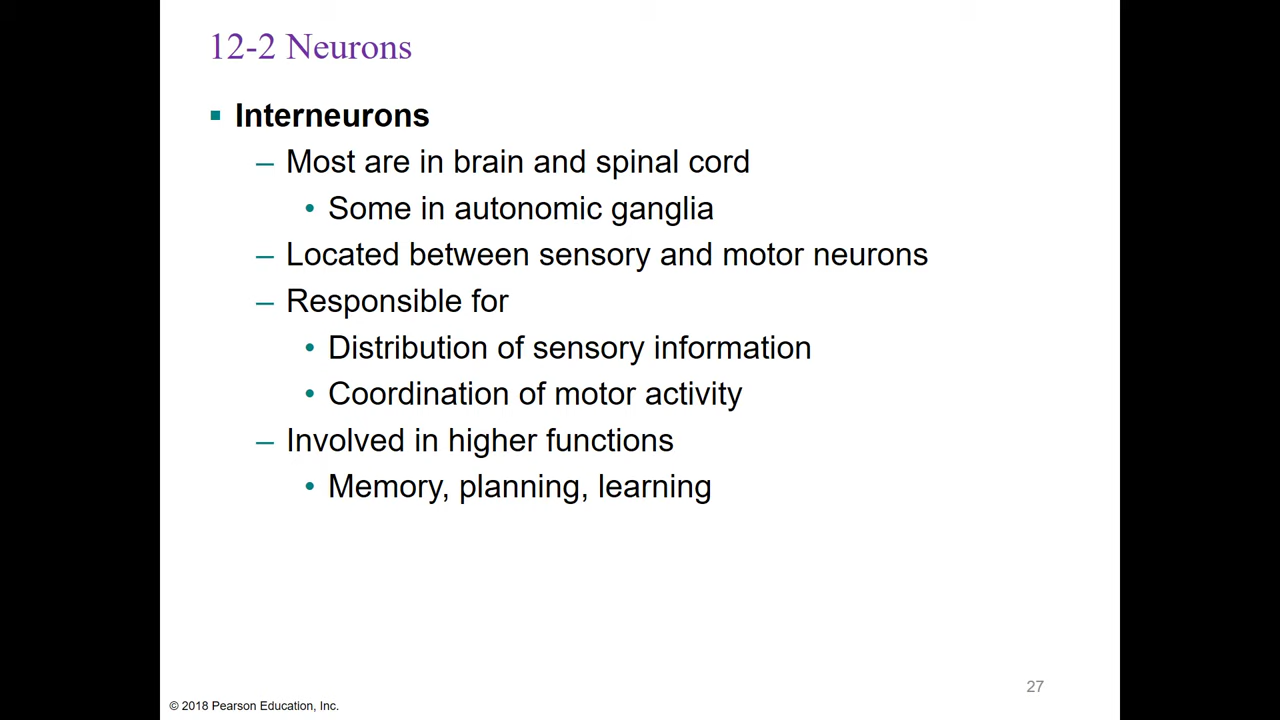 12-2 Neurons
▪ Interneurons
– Most are in brain and spinal cord
• Some in autonomic ganglia
– Located between sensory and motor neurons
– Responsible for
• Distribution of sensory information
• Coordination of motor activity
– Involved in higher functions
• Memory, planning, learning
27
© 2018 Pearson Education, Inc.